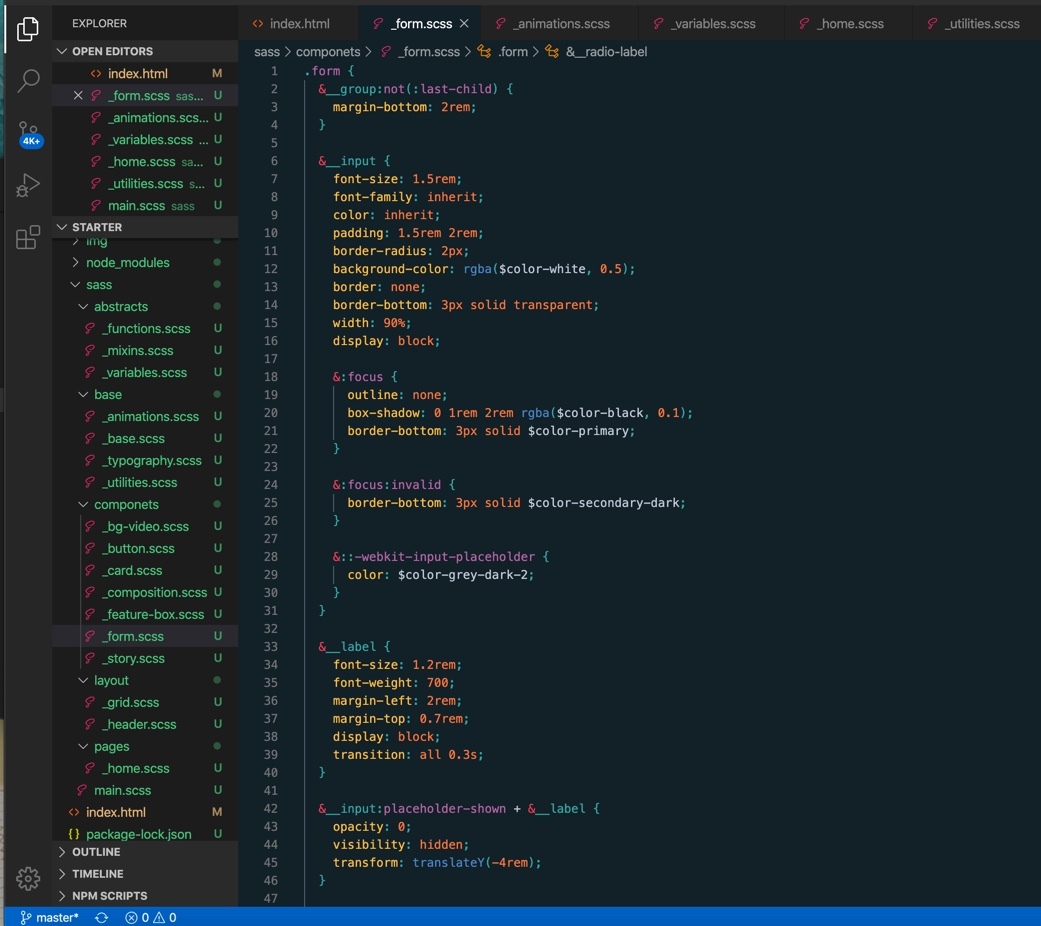 EXPLORER
OPEN EDITORS
index.html M
_form.scss sas... U
_animations.scs... U
_variables.scss ... U
_home.scss sa... U
_utilities.scss s... U
main.scss sass U
STARTER
img
node_modules
sass
abstracts
_functions.scss U
_mixins.scss U
_variables.scss U
base
_animations.scss U
_base.scss U
_typography.scss U
_utilities.scss U
componets
_bg-video.scss U
_button.scss U
_card.scss U
_composition.scss U
_feature-box.scss U
_form.scss U
_story.scss U
layout
_grid.scss U
_header.scss U
pages
_home.scss U
main.scss U
index.html M
{} package-lock.json U
OUTLINE
TIMELINE
NPM SCRIPTS
4K+
index.html _form.scss _animations.scss _variables.scss _home.scss _utilities.scss
sass > componets > _form.scss > .form > &__radio-label
1 .form {
2 &__group:not(:last-child) {
3 margin-bottom: 2rem;
4 }
5
6 &__input {
7 font-size: 1.5rem;
8 font-family: inherit;
9 color: inherit;
10 padding: 1.5rem 2rem;
11 border-radius: 2px;
12 background-color: rgba($color-white, 0.5);
13 border: none;
14 border-bottom: 3px solid transparent;
15 width: 90%;
16 display: block;
17
18 &:focus {
19 outline: none;
20 box-shadow: 0 1rem 2rem rgba($color-black, 0.1);
21 border-bottom: 3px solid $color-primary;
22 }
23
24 &:focus:invalid {
25 border-bottom: 3px solid $color-secondary-dark;
26 }
27
28 &::-webkit-input-placeholder {
29 color: $color-grey-dark-2;
30 }
31 }
32
33 &__label {
34 font-size: 1.2rem;
35 font-weight: 700;
36 margin-left: 2rem;
37 margin-top: 0.7rem;
38 display: block;
39 transition: all 0.3s;
40 }
41
42 &__input:placeholder-shown + &__label {
43 opacity: 0;
44 visibility: hidden;
45 transform: translateY(-4rem);
46 }
47
master* 0 0